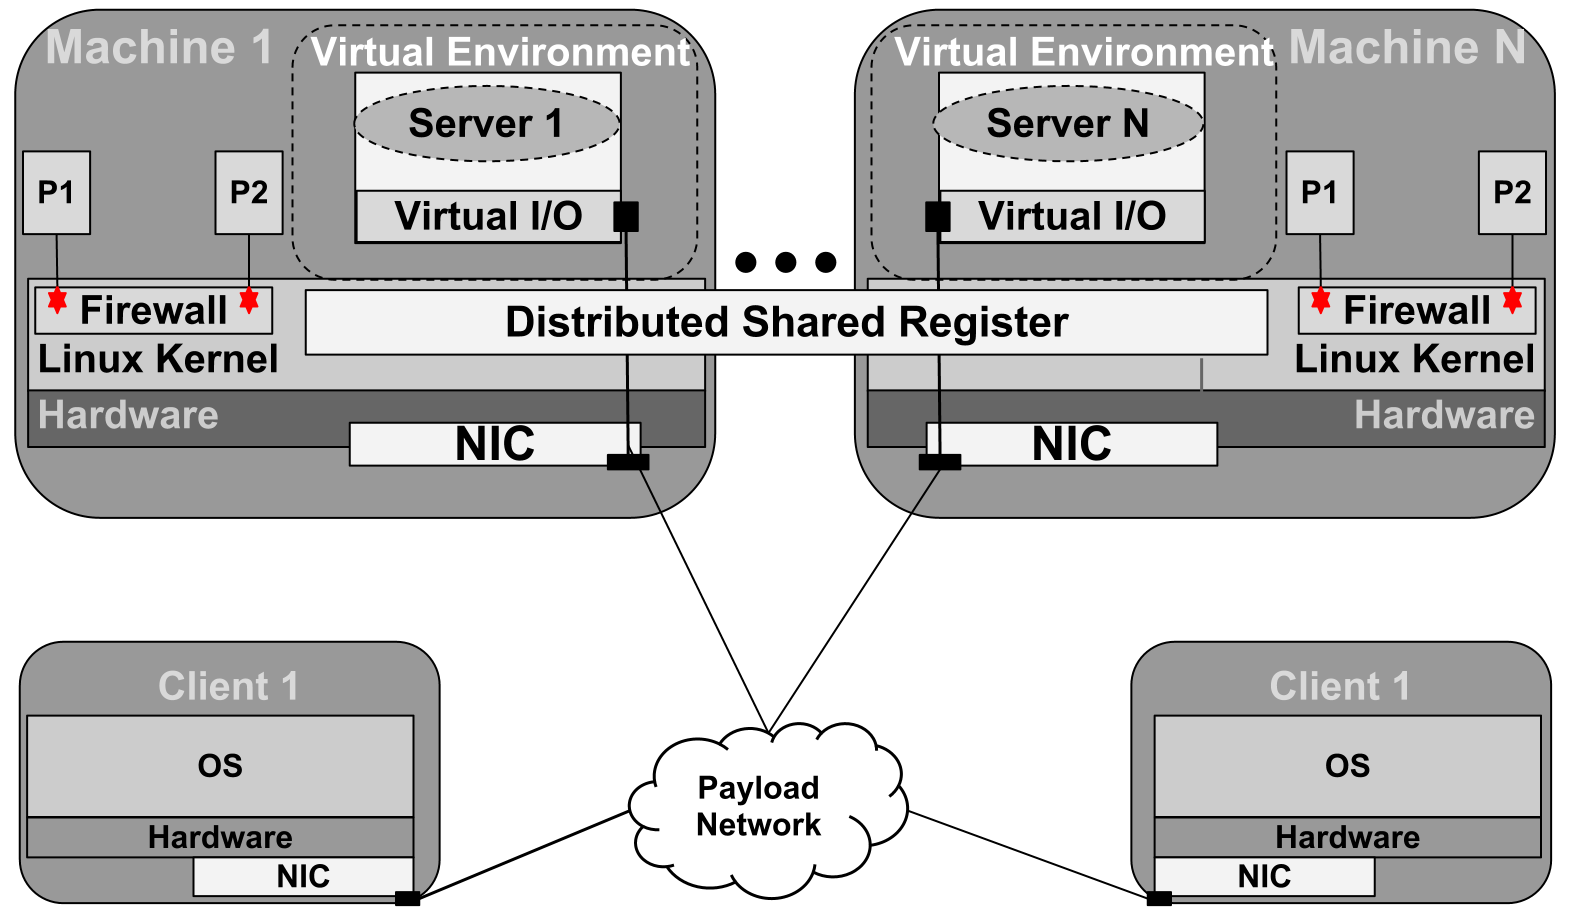 Machine 1
Virtual Environment
Server 1
P1
P2
Virtual I/O
Virtual Environment
Machine N
Server N
Virtual I/O
P1
P2
Firewall
Linux Kernel
Distributed Shared Register
Firewall
Linux Kernel
Hardware
NIC
NIC
Hardware
Client 1
OS
Hardware
NIC
Payload
Network
Client 1
OS
Hardware
NIC